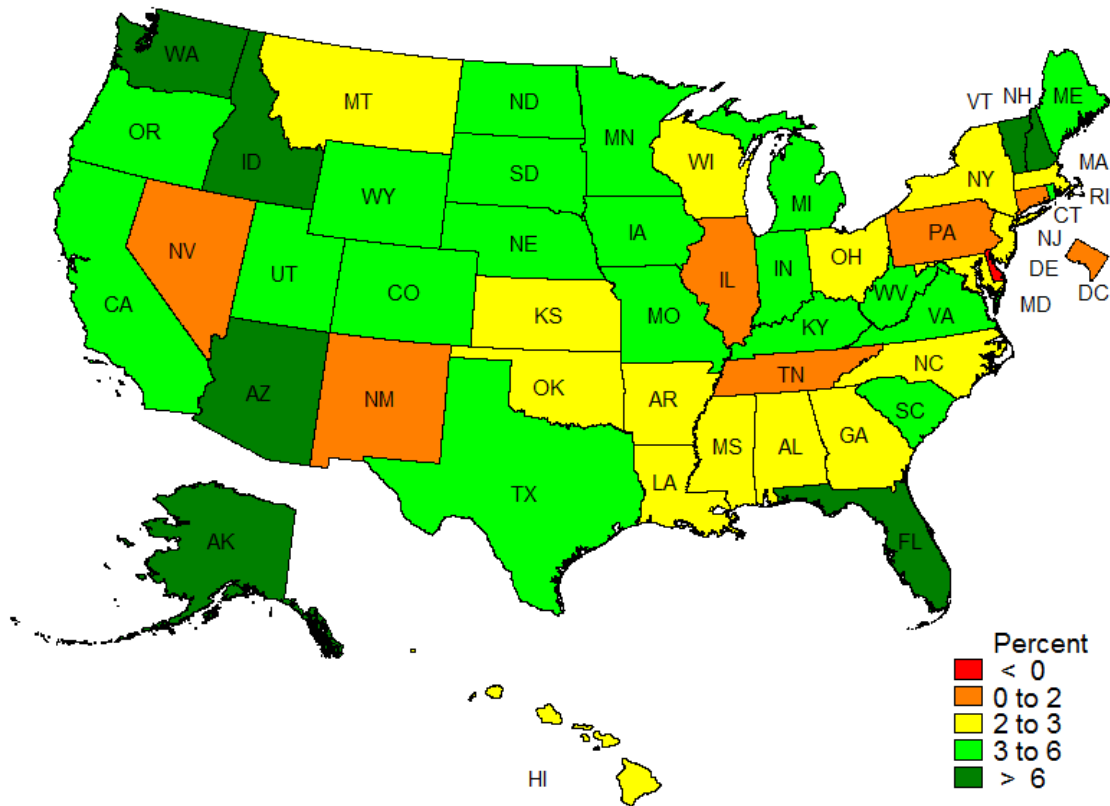 WA
MT
ND
MN
VT NH
ME
OR
ID
WY
SD
WI
MI
NY
MA
RI
CT
NV
UT
CO
NE
IA
IL
IN
OH
PA
NJ
DE
DC
MD
CA
KS
MO
KY
WV
VA
AZ
NM
OK
AR
TN
NC
SC
TX
LA
MS
AL
GA
AK
FL
HI
Percent
< 0
0 to 2
2 to 3
3 to 6
> 6